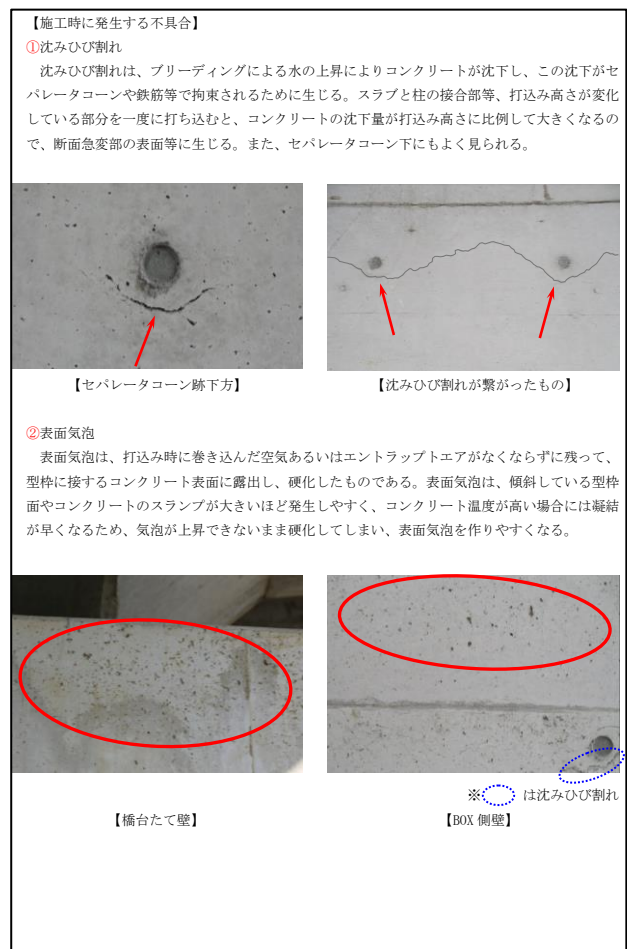 【施工時に発生する不具合】
①沈みひび割れ
沈みひび割れは、ブリーディングによる水の上昇によりコンクリートが沈下し、この沈下がセ
パレータコーンや鉄筋等で拘束されるために生じる。スラブと柱の接合部等、打込み高さが変化
している部分を一度に打ち込むと、コンクリートの沈下量が打込み高さに比例して大きくなるの
で、断面急変部の表面等に生じる。また、セパレータコーン下にもよく見られる。
【セパレータコーン跡下方】
【沈みひび割れが繋がったもの】
②表面気泡
表面気泡は、打込み時に巻き込んだ空気あるいはエントラップトエアがなくならずに残って、
型枠に接するコンクリート表面に露出し、硬化したものである。表面気泡は、傾斜している型枠
面やコンクリートのスランプが大きいほど発生しやすく、コンクリート温度が高い場合には凝結
が早くなるため、気泡が上昇できないまま硬化してしまい、表面気泡を作りやすくなる。
※ は沈みひび割れ
【橋台たて壁】
【BOX 側壁】